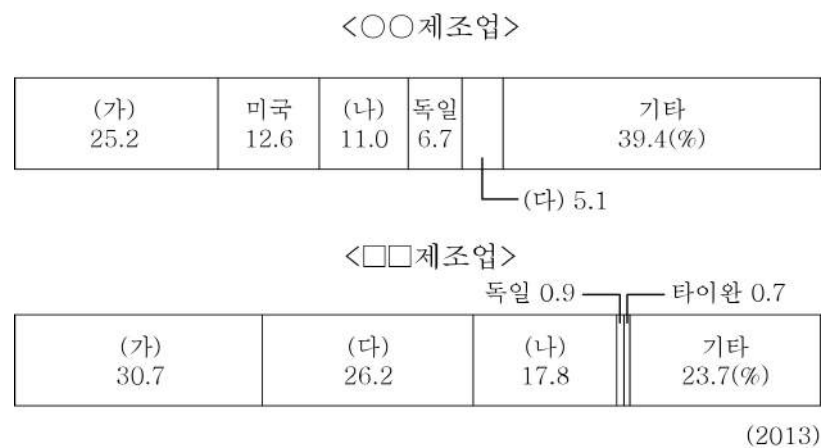 <○○제조업>
(가) 미국 (나) 독일 기타
25.2 12.6 11.0 6.7 39.4(%)
(다) 5.1
<□□제조업>
독일 0.9 타이완 0.7
(가) (다) (나) 기타
30.7 26.2 17.8 23.7(%)
(2013)